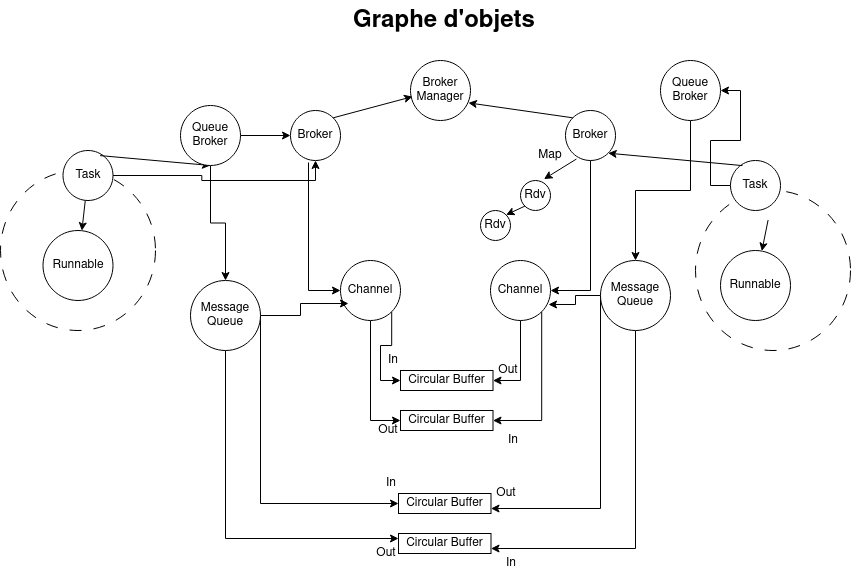 Graphe d'objets
Broker
Manager
Queue
Broker
Queue
Broker
Broker
Broker
Map
Task
Task
Rdv
Rdv
Runnable
Runnable
Channel
Channel
Message
Queue
Message
Queue
In
Out
Circular Buffer
Circular Buffer
Out
In
In
Out
Circular Buffer
Circular Buffer
Out
In